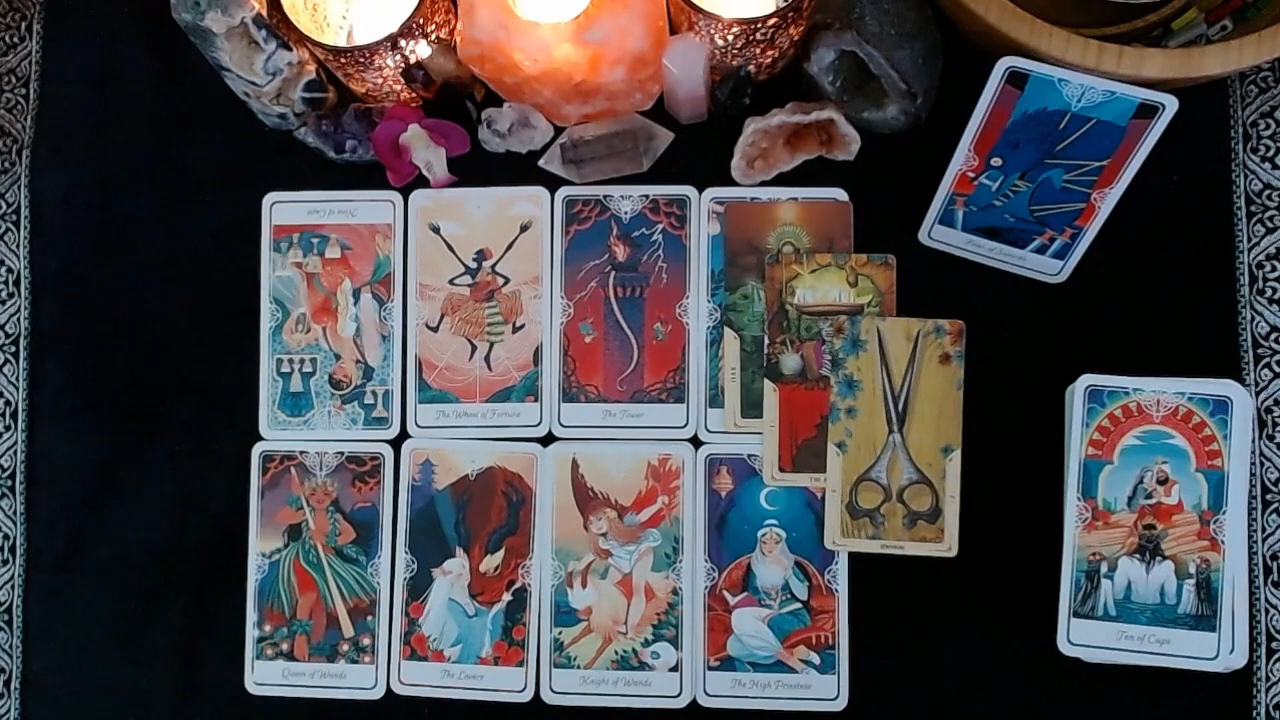 Nine of Cups
The Wheel of Fortune
The Tower
Queen of Wands
The Lovers
Knight of Wands
The High Priestess
Ten of Cups